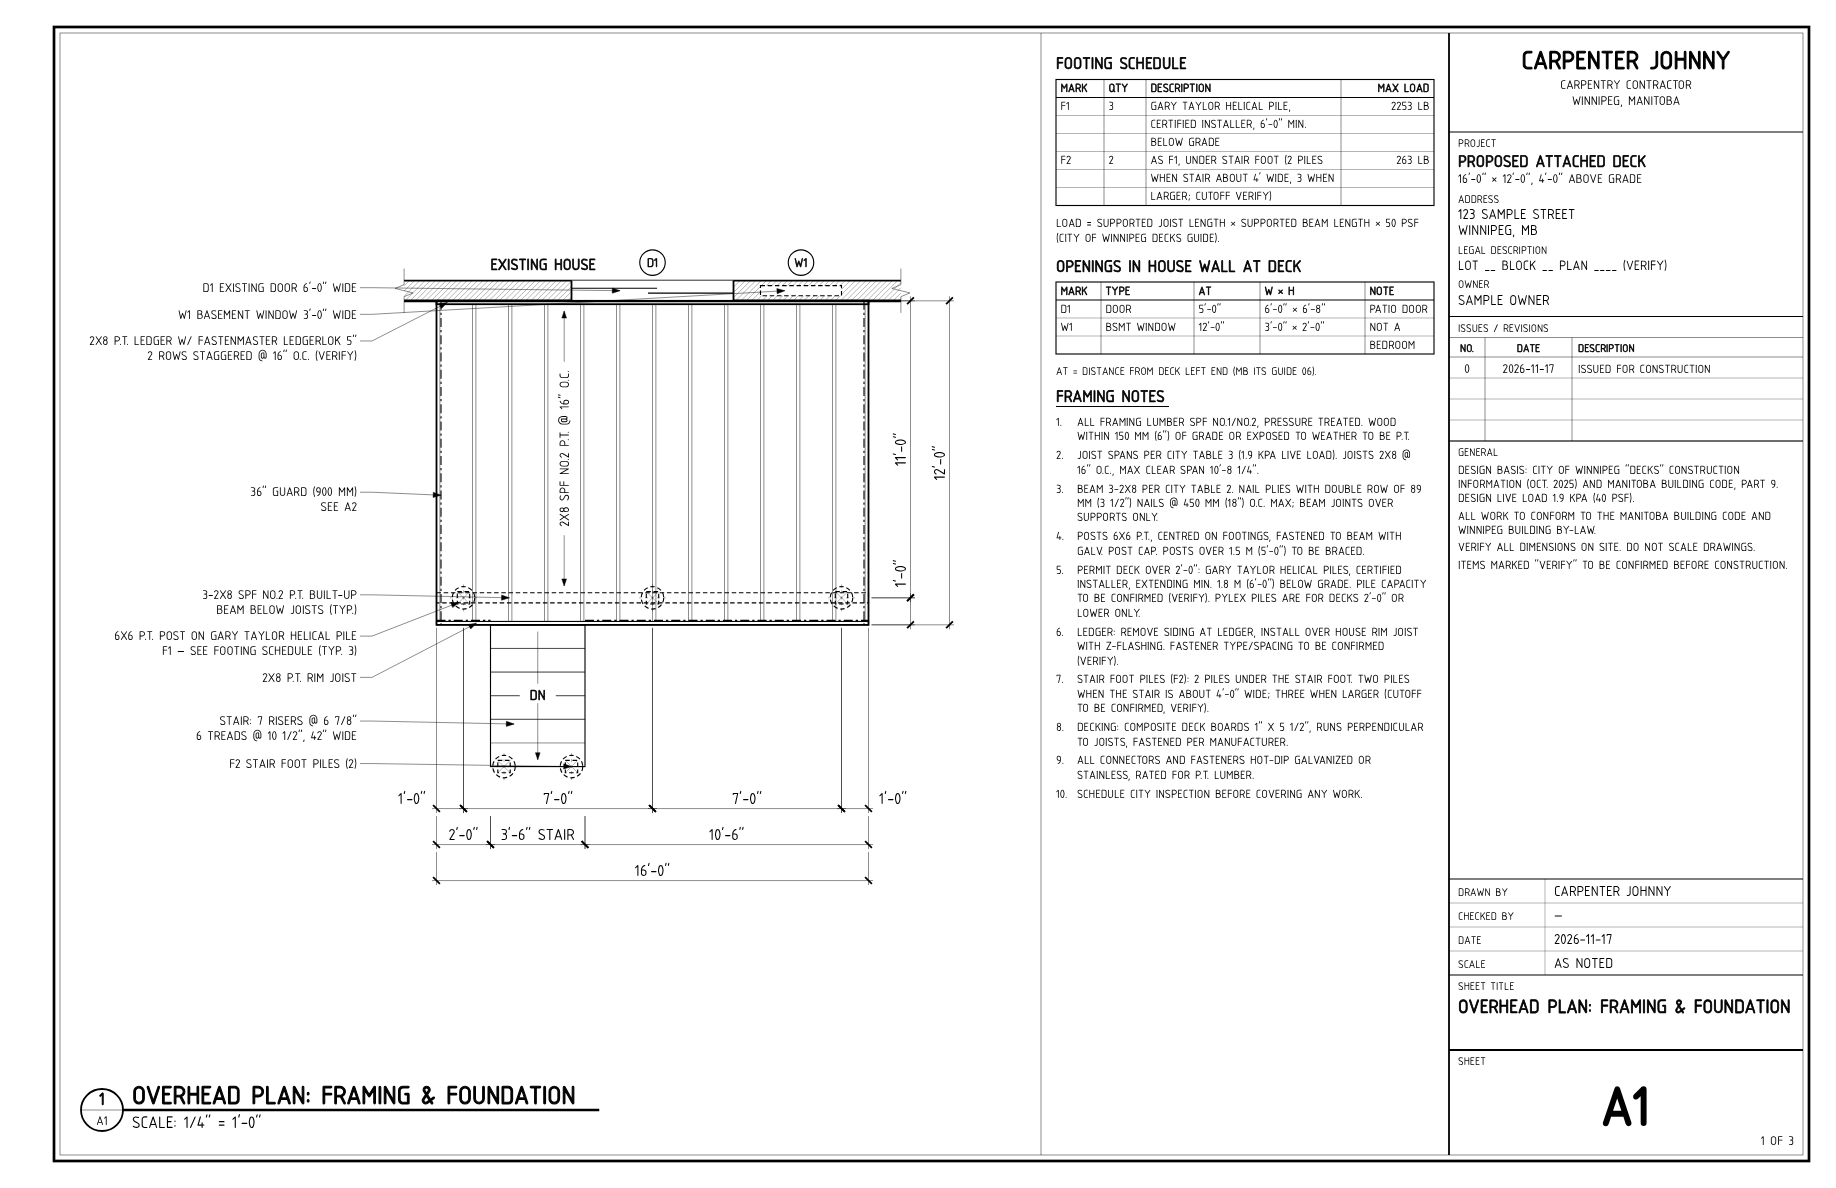 EXISTING HOUSE
D1
W1
D1 EXISTING DOOR 6'-0" WIDE
W1 BASEMENT WINDOW 3'-0" WIDE
2X8 P.T. LEDGER W/ FASTENMASTER LEDGERLOK 5"
2 ROWS STAGGERED @ 16" O.C. (VERIFY)
2X8 SPF NO.2 P.T. @ 16" O.C.
11'-0"
12'-0"
36" GUARD (900 MM)
SEE A2
1'-0"
3-2X8 SPF NO.2 P.T. BUILT-UP
BEAM BELOW JOISTS (TYP.)
6X6 P.T. POST ON GARY TAYLOR HELICAL PILE
F1 – SEE FOOTING SCHEDULE (TYP. 3)
2X8 P.T. RIM JOIST
DN
STAIR: 7 RISERS @ 6 7/8"
6 TREADS @ 10 1/2", 42" WIDE
F2 STAIR FOOT PILES (2)
1'-0" 7'-0" 7'-0" 1'-0"
2'-0" 3'-6" STAIR 10'-6"
16'-0"
1
A1
OVERHEAD PLAN: FRAMING & FOUNDATION
SCALE: 1/4" = 1'-0"
FOOTING SCHEDULE
MARK QTY DESCRIPTION MAX LOAD
F1 3 GARY TAYLOR HELICAL PILE, 2253 LB
CERTIFIED INSTALLER, 6'-0" MIN.
BELOW GRADE
F2 2 AS F1, UNDER STAIR FOOT (2 PILES 263 LB
WHEN STAIR ABOUT 4' WIDE, 3 WHEN
LARGER; CUTOFF VERIFY)
LOAD = SUPPORTED JOIST LENGTH × SUPPORTED BEAM LENGTH × 50 PSF
(CITY OF WINNIPEG DECKS GUIDE).
OPENINGS IN HOUSE WALL AT DECK
MARK TYPE AT W × H NOTE
D1 DOOR 5'-0" 6'-0" × 6'-8" PATIO DOOR
W1 BSMT WINDOW 12'-0" 3'-0" × 2'-0" NOT A
BEDROOM
AT = DISTANCE FROM DECK LEFT END (MB ITS GUIDE 06).
FRAMING NOTES
1. ALL FRAMING LUMBER SPF NO.1/NO.2, PRESSURE TREATED. WOOD
WITHIN 150 MM (6") OF GRADE OR EXPOSED TO WEATHER TO BE P.T.
2. JOIST SPANS PER CITY TABLE 3 (1.9 KPA LIVE LOAD). JOISTS 2X8 @
16" O.C., MAX CLEAR SPAN 10'-8 1/4".
3. BEAM 3-2X8 PER CITY TABLE 2. NAIL PLIES WITH DOUBLE ROW OF 89
MM (3 1/2") NAILS @ 450 MM (18") O.C. MAX; BEAM JOINTS OVER
SUPPORTS ONLY.
4. POSTS 6X6 P.T., CENTRED ON FOOTINGS, FASTENED TO BEAM WITH
GALV. POST CAP. POSTS OVER 1.5 M (5'-0") TO BE BRACED.
5. PERMIT DECK OVER 2'-0": GARY TAYLOR HELICAL PILES, CERTIFIED
INSTALLER, EXTENDING MIN. 1.8 M (6'-0") BELOW GRADE. PILE CAPACITY
TO BE CONFIRMED (VERIFY). PYLEX PILES ARE FOR DECKS 2'-0" OR
LOWER ONLY.
6. LEDGER: REMOVE SIDING AT LEDGER, INSTALL OVER HOUSE RIM JOIST
WITH Z-FLASHING. FASTENER TYPE/SPACING TO BE CONFIRMED
(VERIFY).
7. STAIR FOOT PILES (F2): 2 PILES UNDER THE STAIR FOOT. TWO PILES
WHEN THE STAIR IS ABOUT 4'-0" WIDE; THREE WHEN LARGER (CUTOFF
TO BE CONFIRMED, VERIFY).
8. DECKING: COMPOSITE DECK BOARDS 1" X 5 1/2", RUNS PERPENDICULAR
TO JOISTS, FASTENED PER MANUFACTURER.
9. ALL CONNECTORS AND FASTENERS HOT-DIP GALVANIZED OR
STAINLESS, RATED FOR P.T. LUMBER.
10. SCHEDULE CITY INSPECTION BEFORE COVERING ANY WORK.
CARPENTER JOHNNY
CARPENTRY CONTRACTOR
WINNIPEG, MANITOBA
PROJECT
PROPOSED ATTACHED DECK
16'-0" × 12'-0", 4'-0" ABOVE GRADE
ADDRESS
123 SAMPLE STREET
WINNIPEG, MB
LEGAL DESCRIPTION
LOT __ BLOCK __ PLAN ____ (VERIFY)
OWNER
SAMPLE OWNER
ISSUES / REVISIONS
NO. DATE DESCRIPTION
0 2026-11-17 ISSUED FOR CONSTRUCTION
GENERAL
DESIGN BASIS: CITY OF WINNIPEG "DECKS" CONSTRUCTION
INFORMATION (OCT. 2025) AND MANITOBA BUILDING CODE, PART 9.
DESIGN LIVE LOAD 1.9 KPA (40 PSF).
ALL WORK TO CONFORM TO THE MANITOBA BUILDING CODE AND
WINNIPEG BUILDING BY-LAW.
VERIFY ALL DIMENSIONS ON SITE. DO NOT SCALE DRAWINGS.
ITEMS MARKED "VERIFY" TO BE CONFIRMED BEFORE CONSTRUCTION.
DRAWN BY CARPENTER JOHNNY
CHECKED BY –
DATE 2026-11-17
SCALE AS NOTED
SHEET TITLE
OVERHEAD PLAN: FRAMING & FOUNDATION
SHEET
A1
1 OF 3